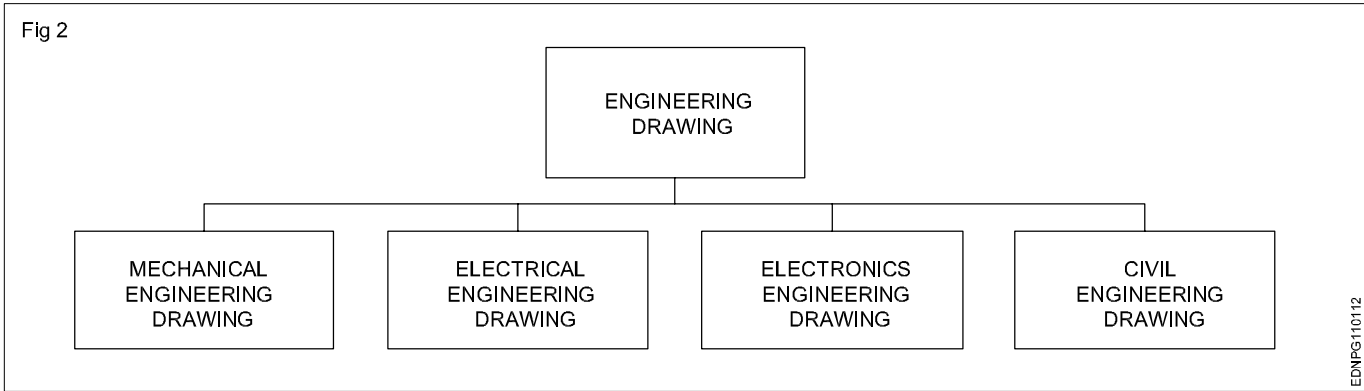 Fig 2
ENGINEERING
DRAWING
MECHANICAL
ENGINEERING
DRAWING
ELECTRICAL
ENGINEERING
DRAWING
ELECTRONICS
ENGINEERING
DRAWING
CIVIL
ENGINEERING
DRAWING
EDNPG110112